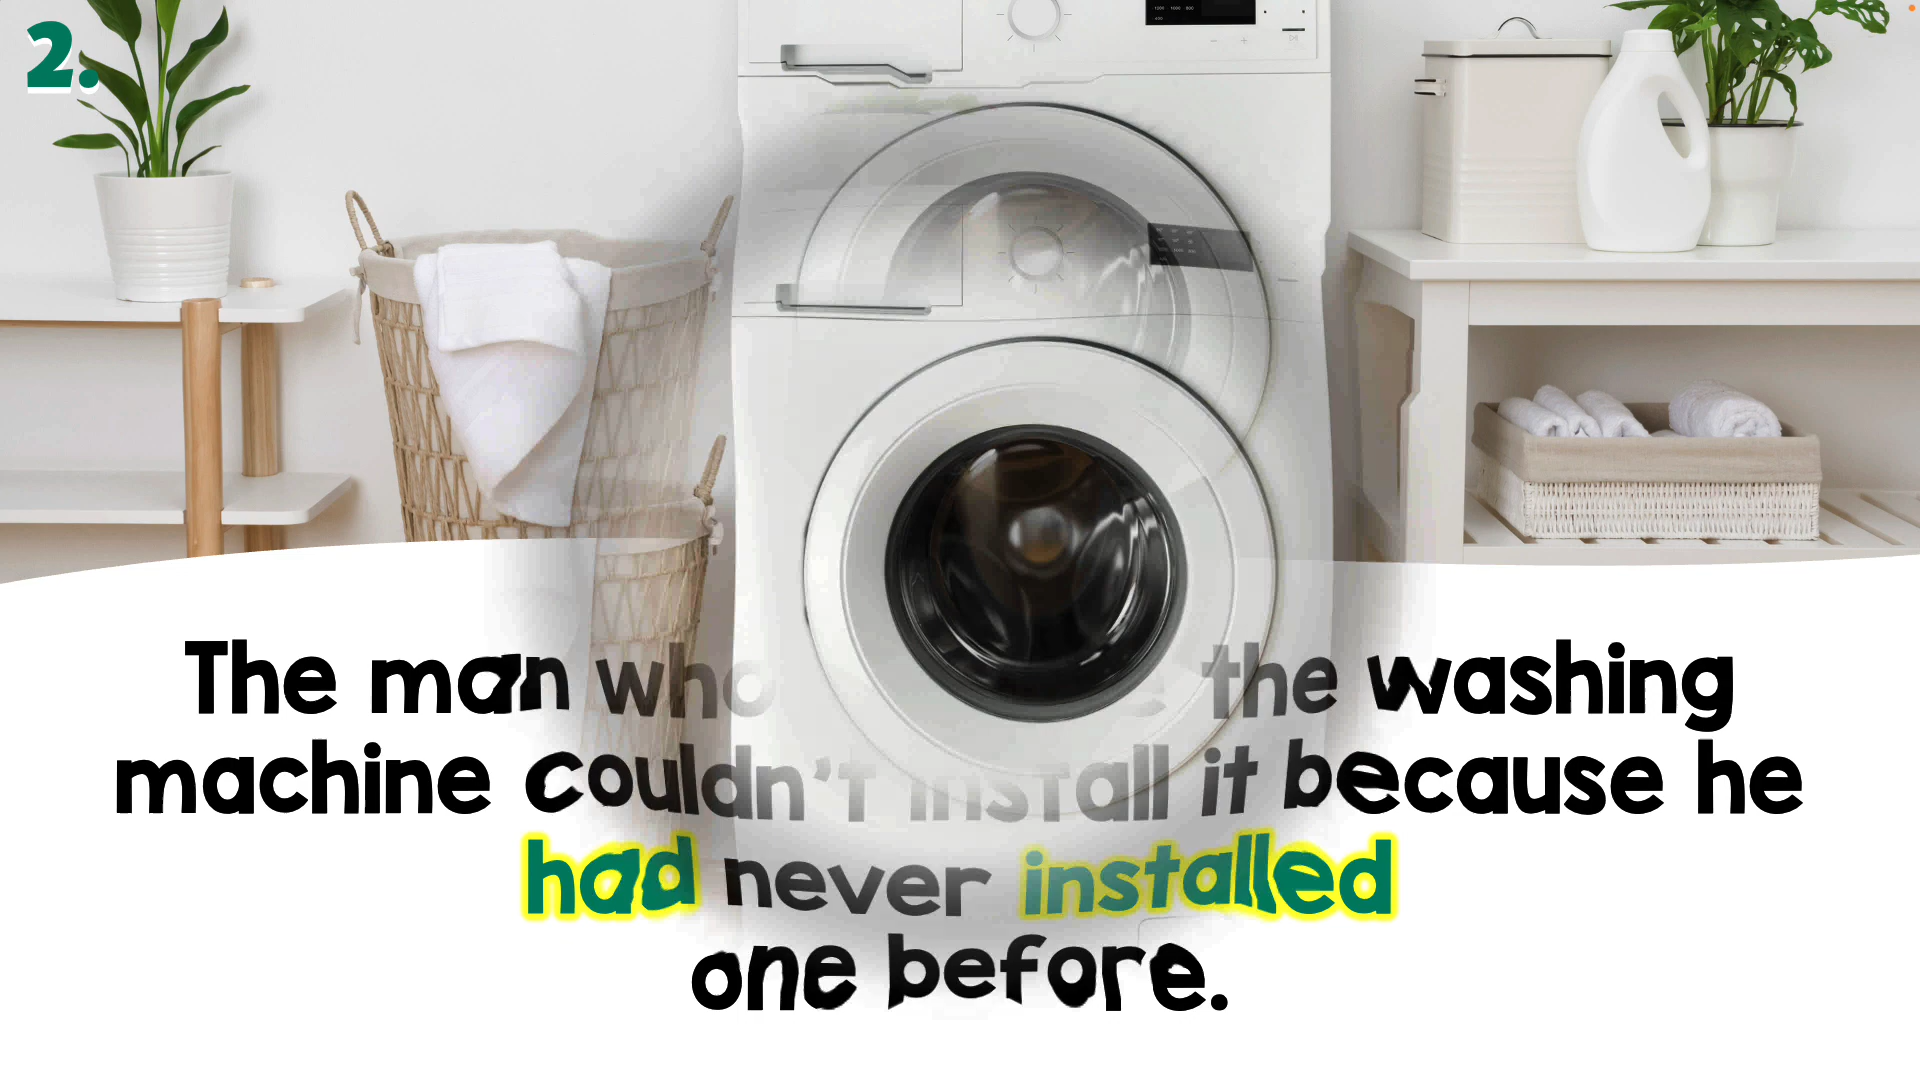 2.
The man who the washing
machine couldn't install it because he
had never installed
one before.